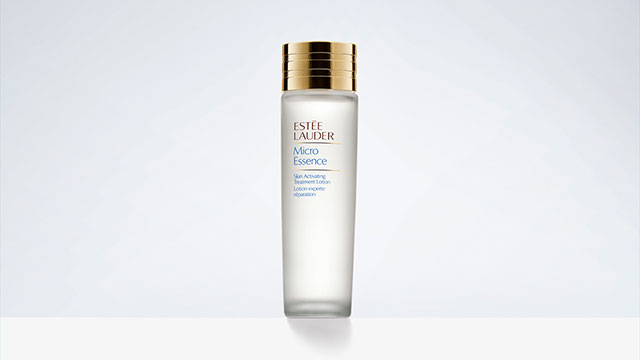 ESTĒE
LAUDER
Micro
Essence
Skin Activating
Treatment Lotion
Lotion experte
réparation